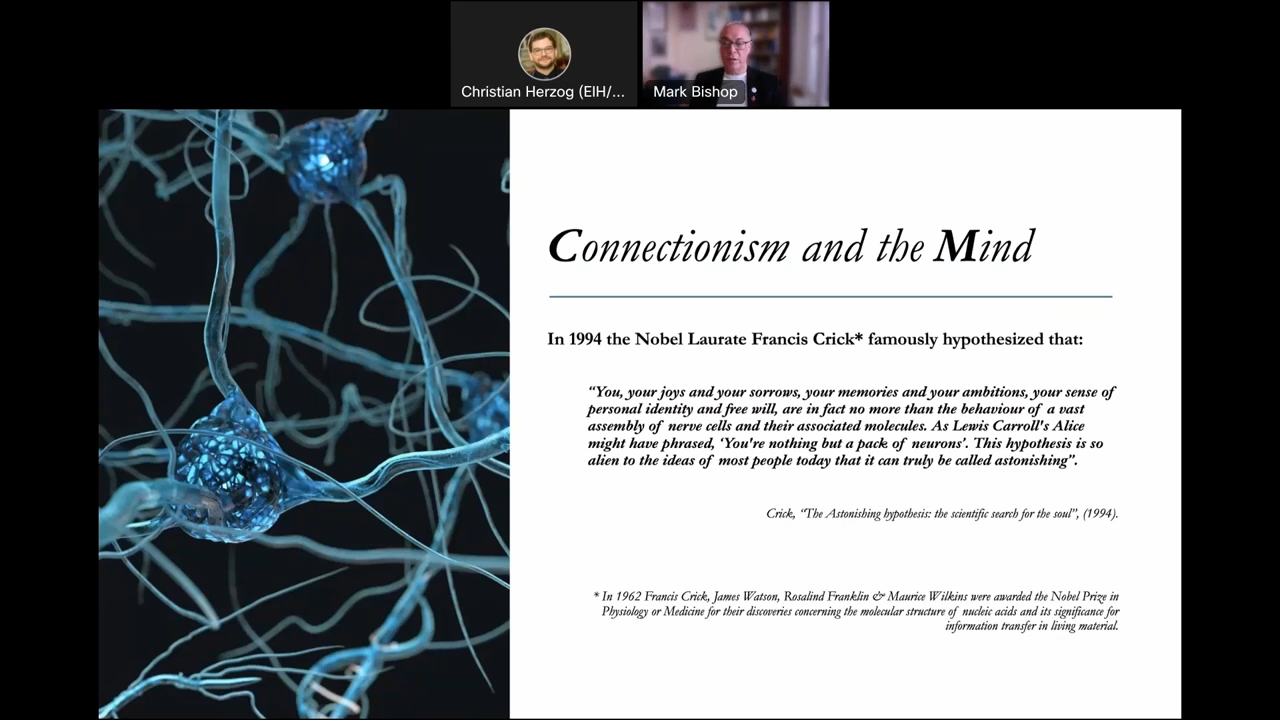 Christian Herzog (EIH/...
Mark Bishop
Connectionism and the Mind
In 1994 the Nobel Laurate Francis Crick* famously hypothesized that:
“You, your joys and your sorrows, your memories and your ambitions, your sense of
personal identity and free will, are in fact no more than the behaviour of a vast
assembly of nerve cells and their associated molecules. As Lewis Carroll's Alice
might have phrased, ‘You're nothing but a pack of neurons’. This hypothesis is so
alien to the ideas of most people today that it can truly be called astonishing”.
Crick, “The Astonishing hypothesis: the scientific search for the soul”, (1994).
* In 1962 Francis Crick, James Watson, Rosalind Franklin & Maurice Wilkins were awarded the Nobel Prize in
Physiology or Medicine for their discoveries concerning the molecular structure of nucleic acids and its significance for
information transfer in living material.